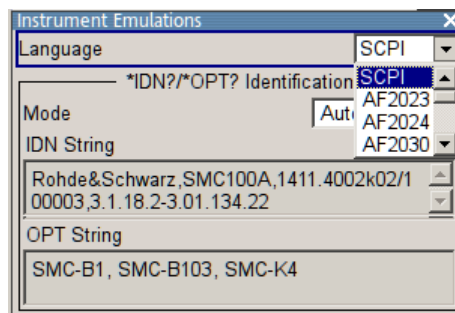 Instrument Emulations
Language
SCPI
SCPI
AF2023
AF2024
AF2030
*IDN?/*OPT? Identification
Mode
IDN String
Rohde&Schwarz,SMC100A,1411.4002k02/1
00003,3.1.18.2-3.01.134.22
OPT String
SMC-B1, SMC-B103, SMC-K4